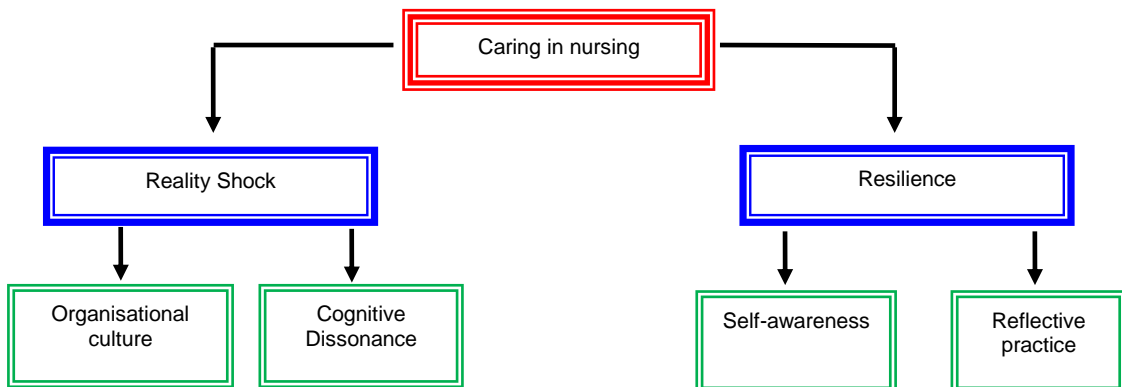 Caring in nursing
Reality Shock
Resilience
Organisational
culture
Cognitive
Dissonance
Self-awareness
Reflective
practice